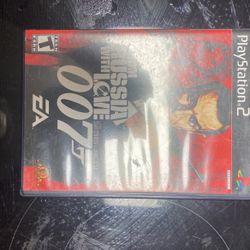 PlayStation.2
FROM
RUSSIA
WITH LOVE
007
EA
T